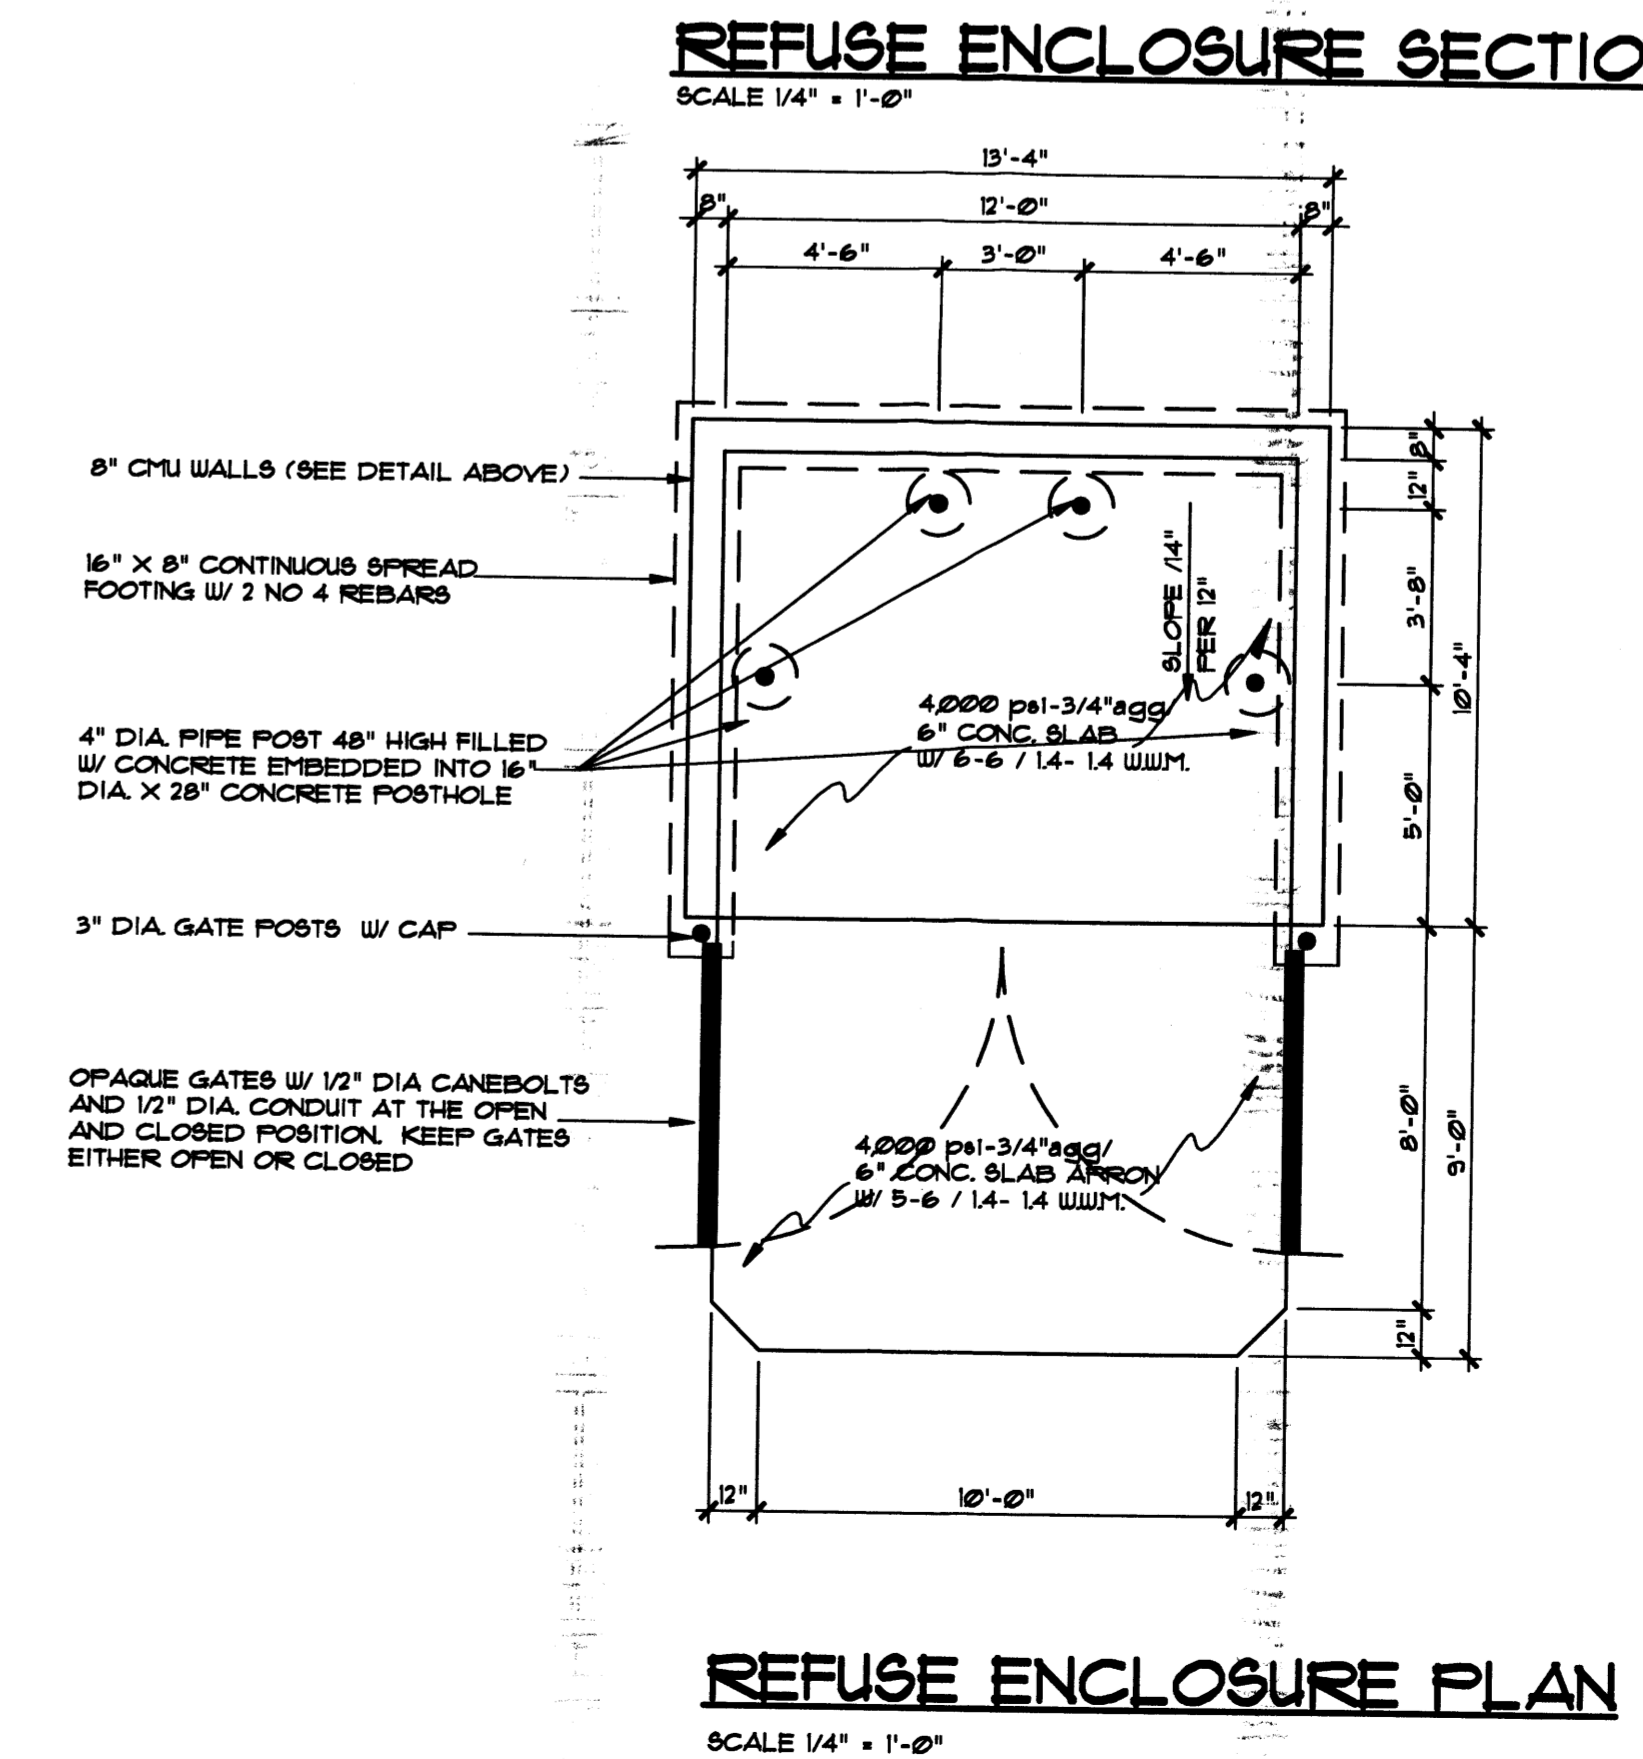 REFUSE ENCLOSURE SECTIO
SCALE 1/4" = 1'-0"
13'-4"
8" 12'-0" 8"
4'-6" 3'-0" 4'-6"
8" CMU WALLS (SEE DETAIL ABOVE)
16" X 8" CONTINUOUS SPREAD
FOOTING W/ 2 NO 4 REBARS
4" DIA. PIPE POST 48" HIGH FILLED
W/ CONCRETE EMBEDDED INTO 16"
DIA. X 28" CONCRETE POSTHOLE
3" DIA. GATE POSTS W/ CAP
OPAQUE GATES W/ 1/2" DIA CANEBOLTS
AND 1/2" DIA. CONDUIT AT THE OPEN
AND CLOSED POSITION. KEEP GATES
EITHER OPEN OR CLOSED
SLOPE /14"
PER 12"
4,000 psi-3/4"agg/
6" CONC. SLAB
W/ 6-6 / 1.4- 1.4 W.W.M.
4,000 psi-3/4"agg/
6" CONC. SLAB ARRON
W/ 5-6 / 1.4- 1.4 W.W.M.
8"
12"
3'-8"
5'-0"
10'-4"
8'-0"
12"
9'-0"
12" 10'-0" 12"
REFUSE ENCLOSURE PLAN
SCALE 1/4" = 1'-0"